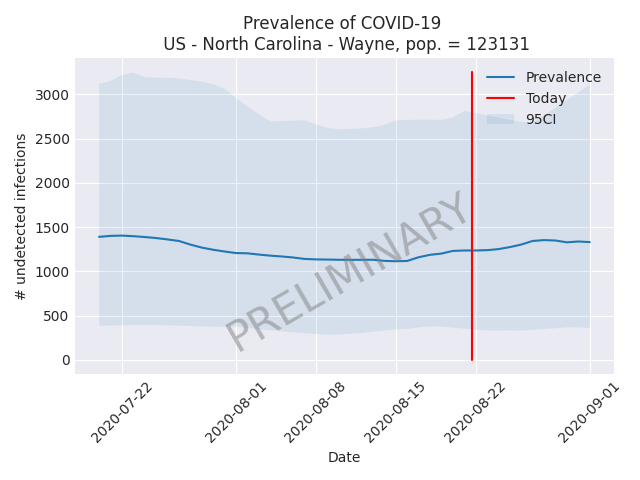 Prevalence of COVID-19
US - North Carolina - Wayne, pop. = 123131
Prevalence
Today
95CI
3000
2500
2000
1500
1000
500
0
# undetected infections
PRELIMINARY
2020-07-22
2020-08-01
2020-08-08
2020-08-15
2020-08-22
2020-09-01
Date